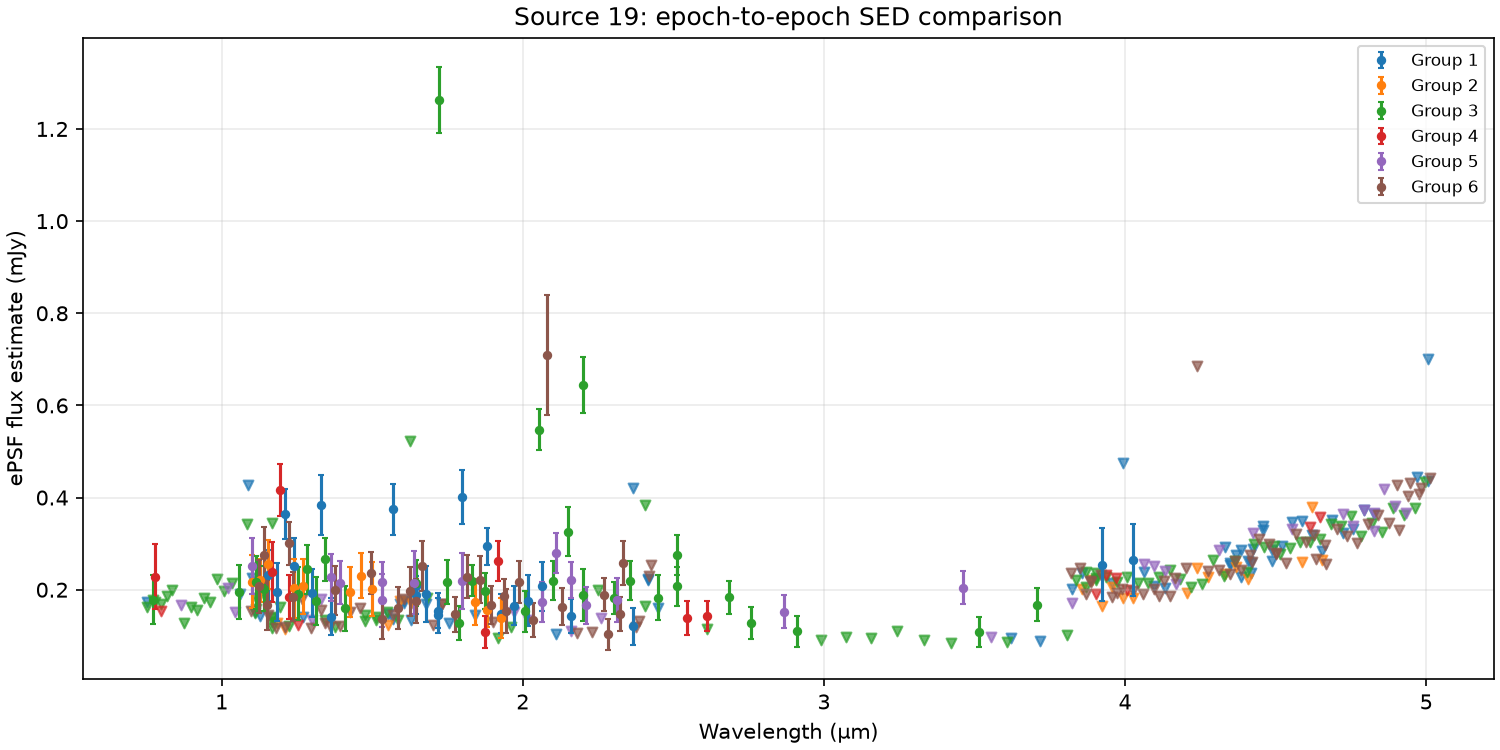 Source 19: epoch-to-epoch SED comparison
ePSF flux estimate (mJy)
1.2
1.0
0.8
0.6
0.4
0.2
Group 1
Group 2
Group 3
Group 4
Group 5
Group 6
1 2 3 4 5
Wavelength (μm)